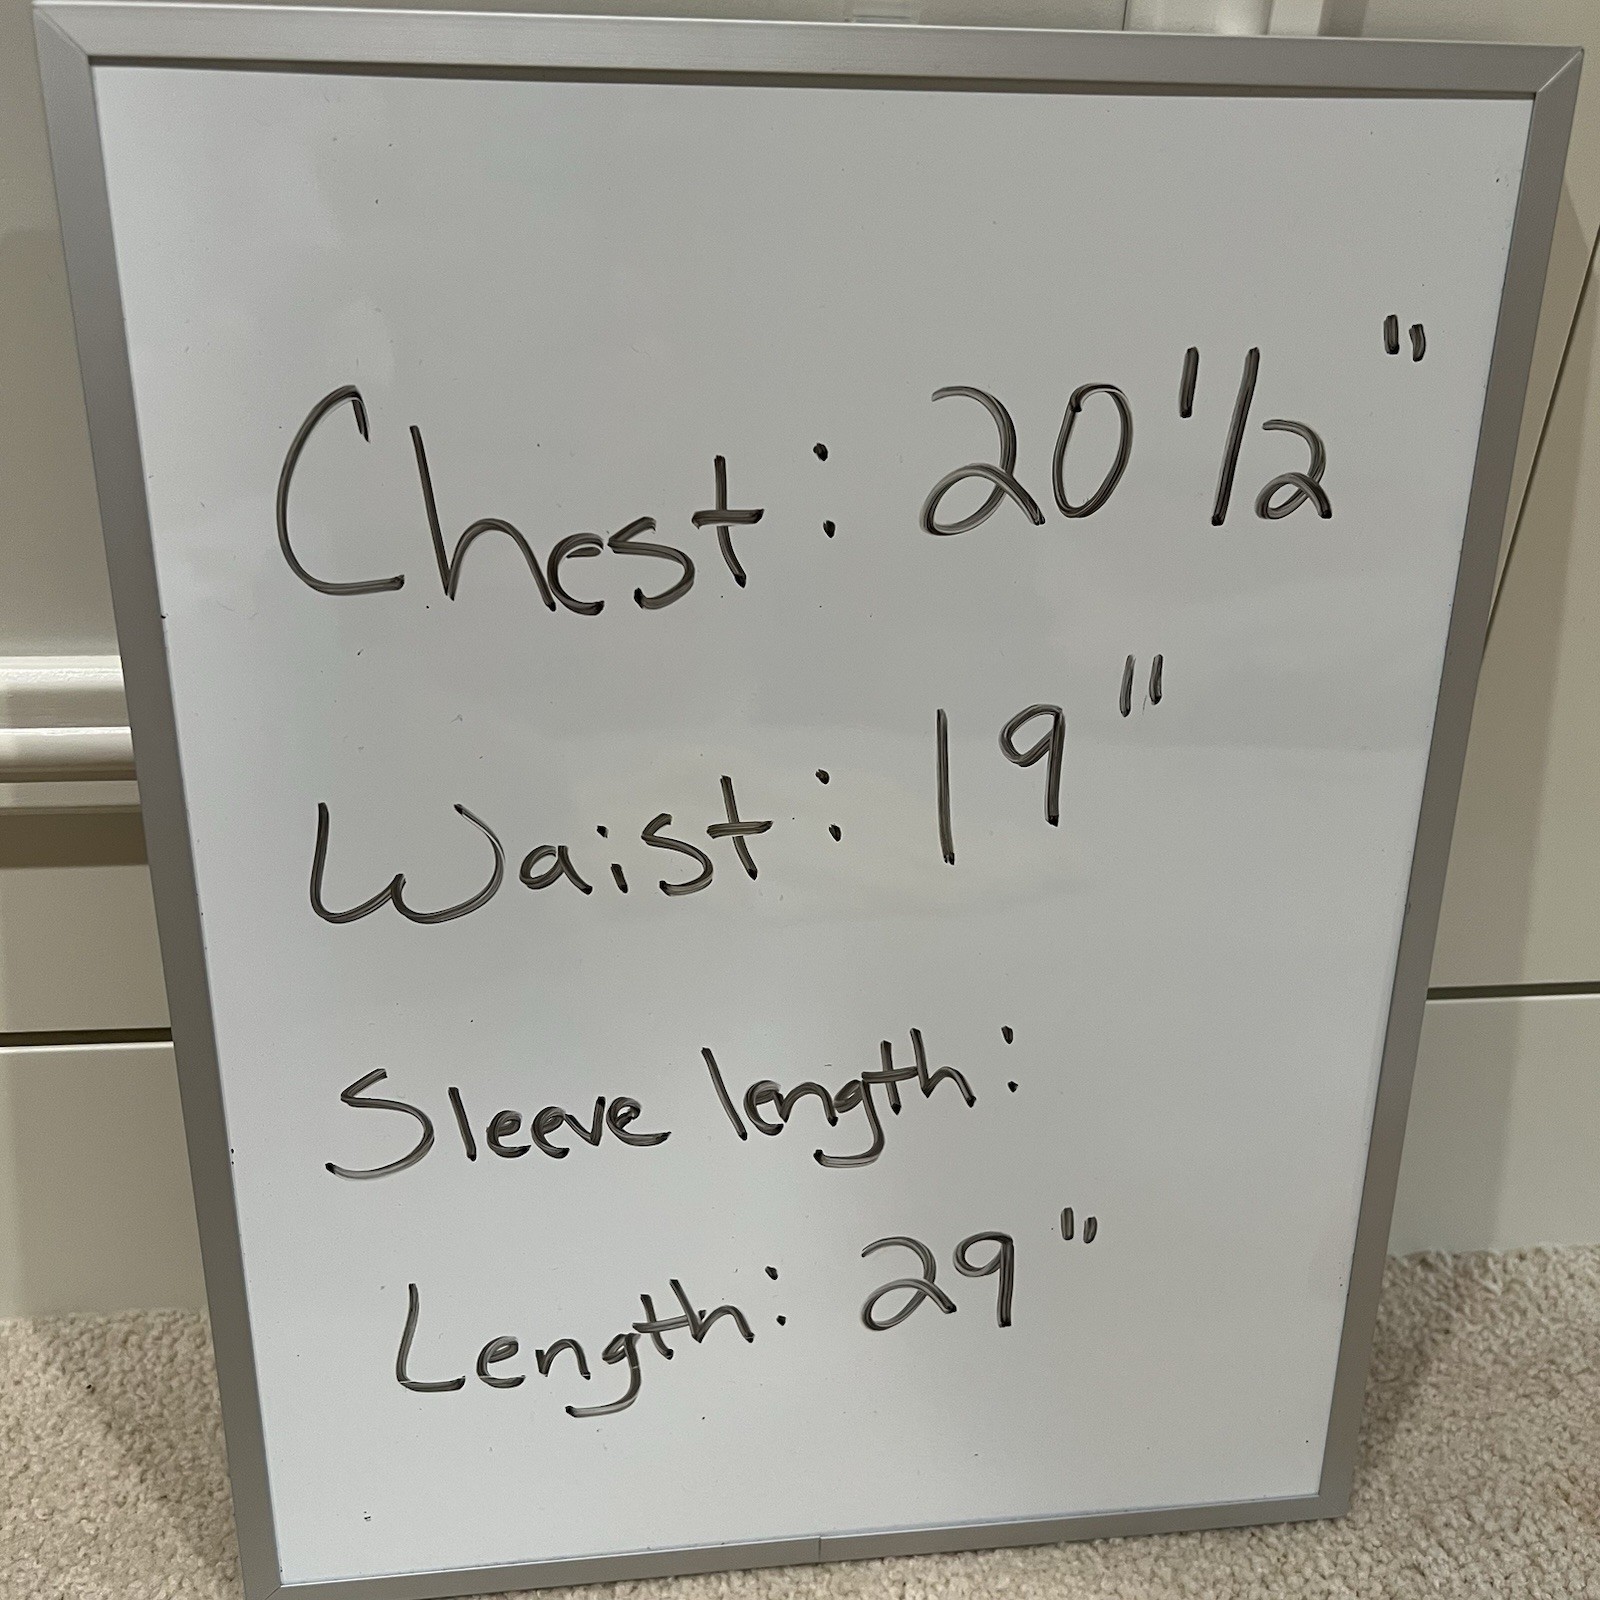 Chest: 20 1/2"
Waist: 19"
Sleeve length:
Length: 29"